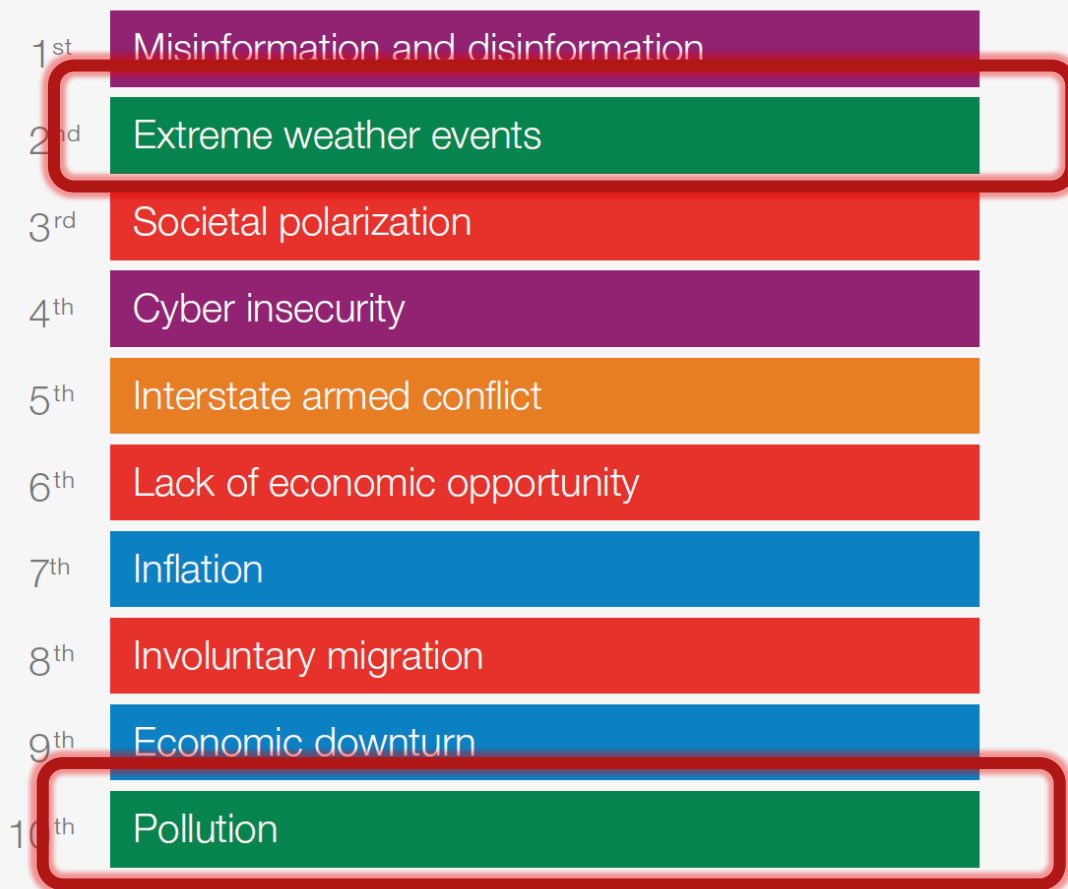 1st Misinformation and disinformation
2nd Extreme weather events
3rd Societal polarization
4th Cyber insecurity
5th Interstate armed conflict
6th Lack of economic opportunity
7th Inflation
8th Involuntary migration
9th Economic downturn
10th Pollution